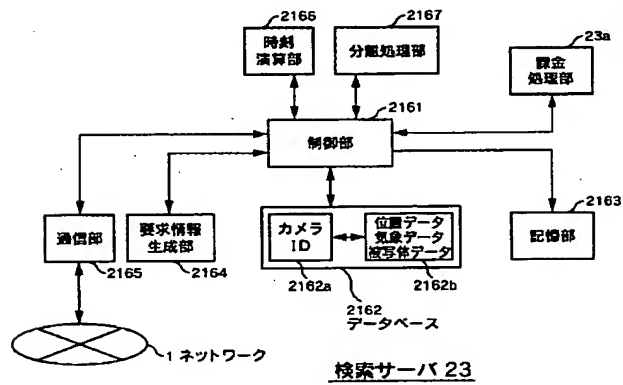 2166
時刻
演算部
2167
分離処理部
23a
課金
処理部
2161
制御部
通信部
2165
要求情報
生成部
2164
カメラ
ID
2162a
位置データ
気象データ
被写体データ
2162b
2162
データベース
2163
記憶部
1 ネットワーク
検索サーバ 23